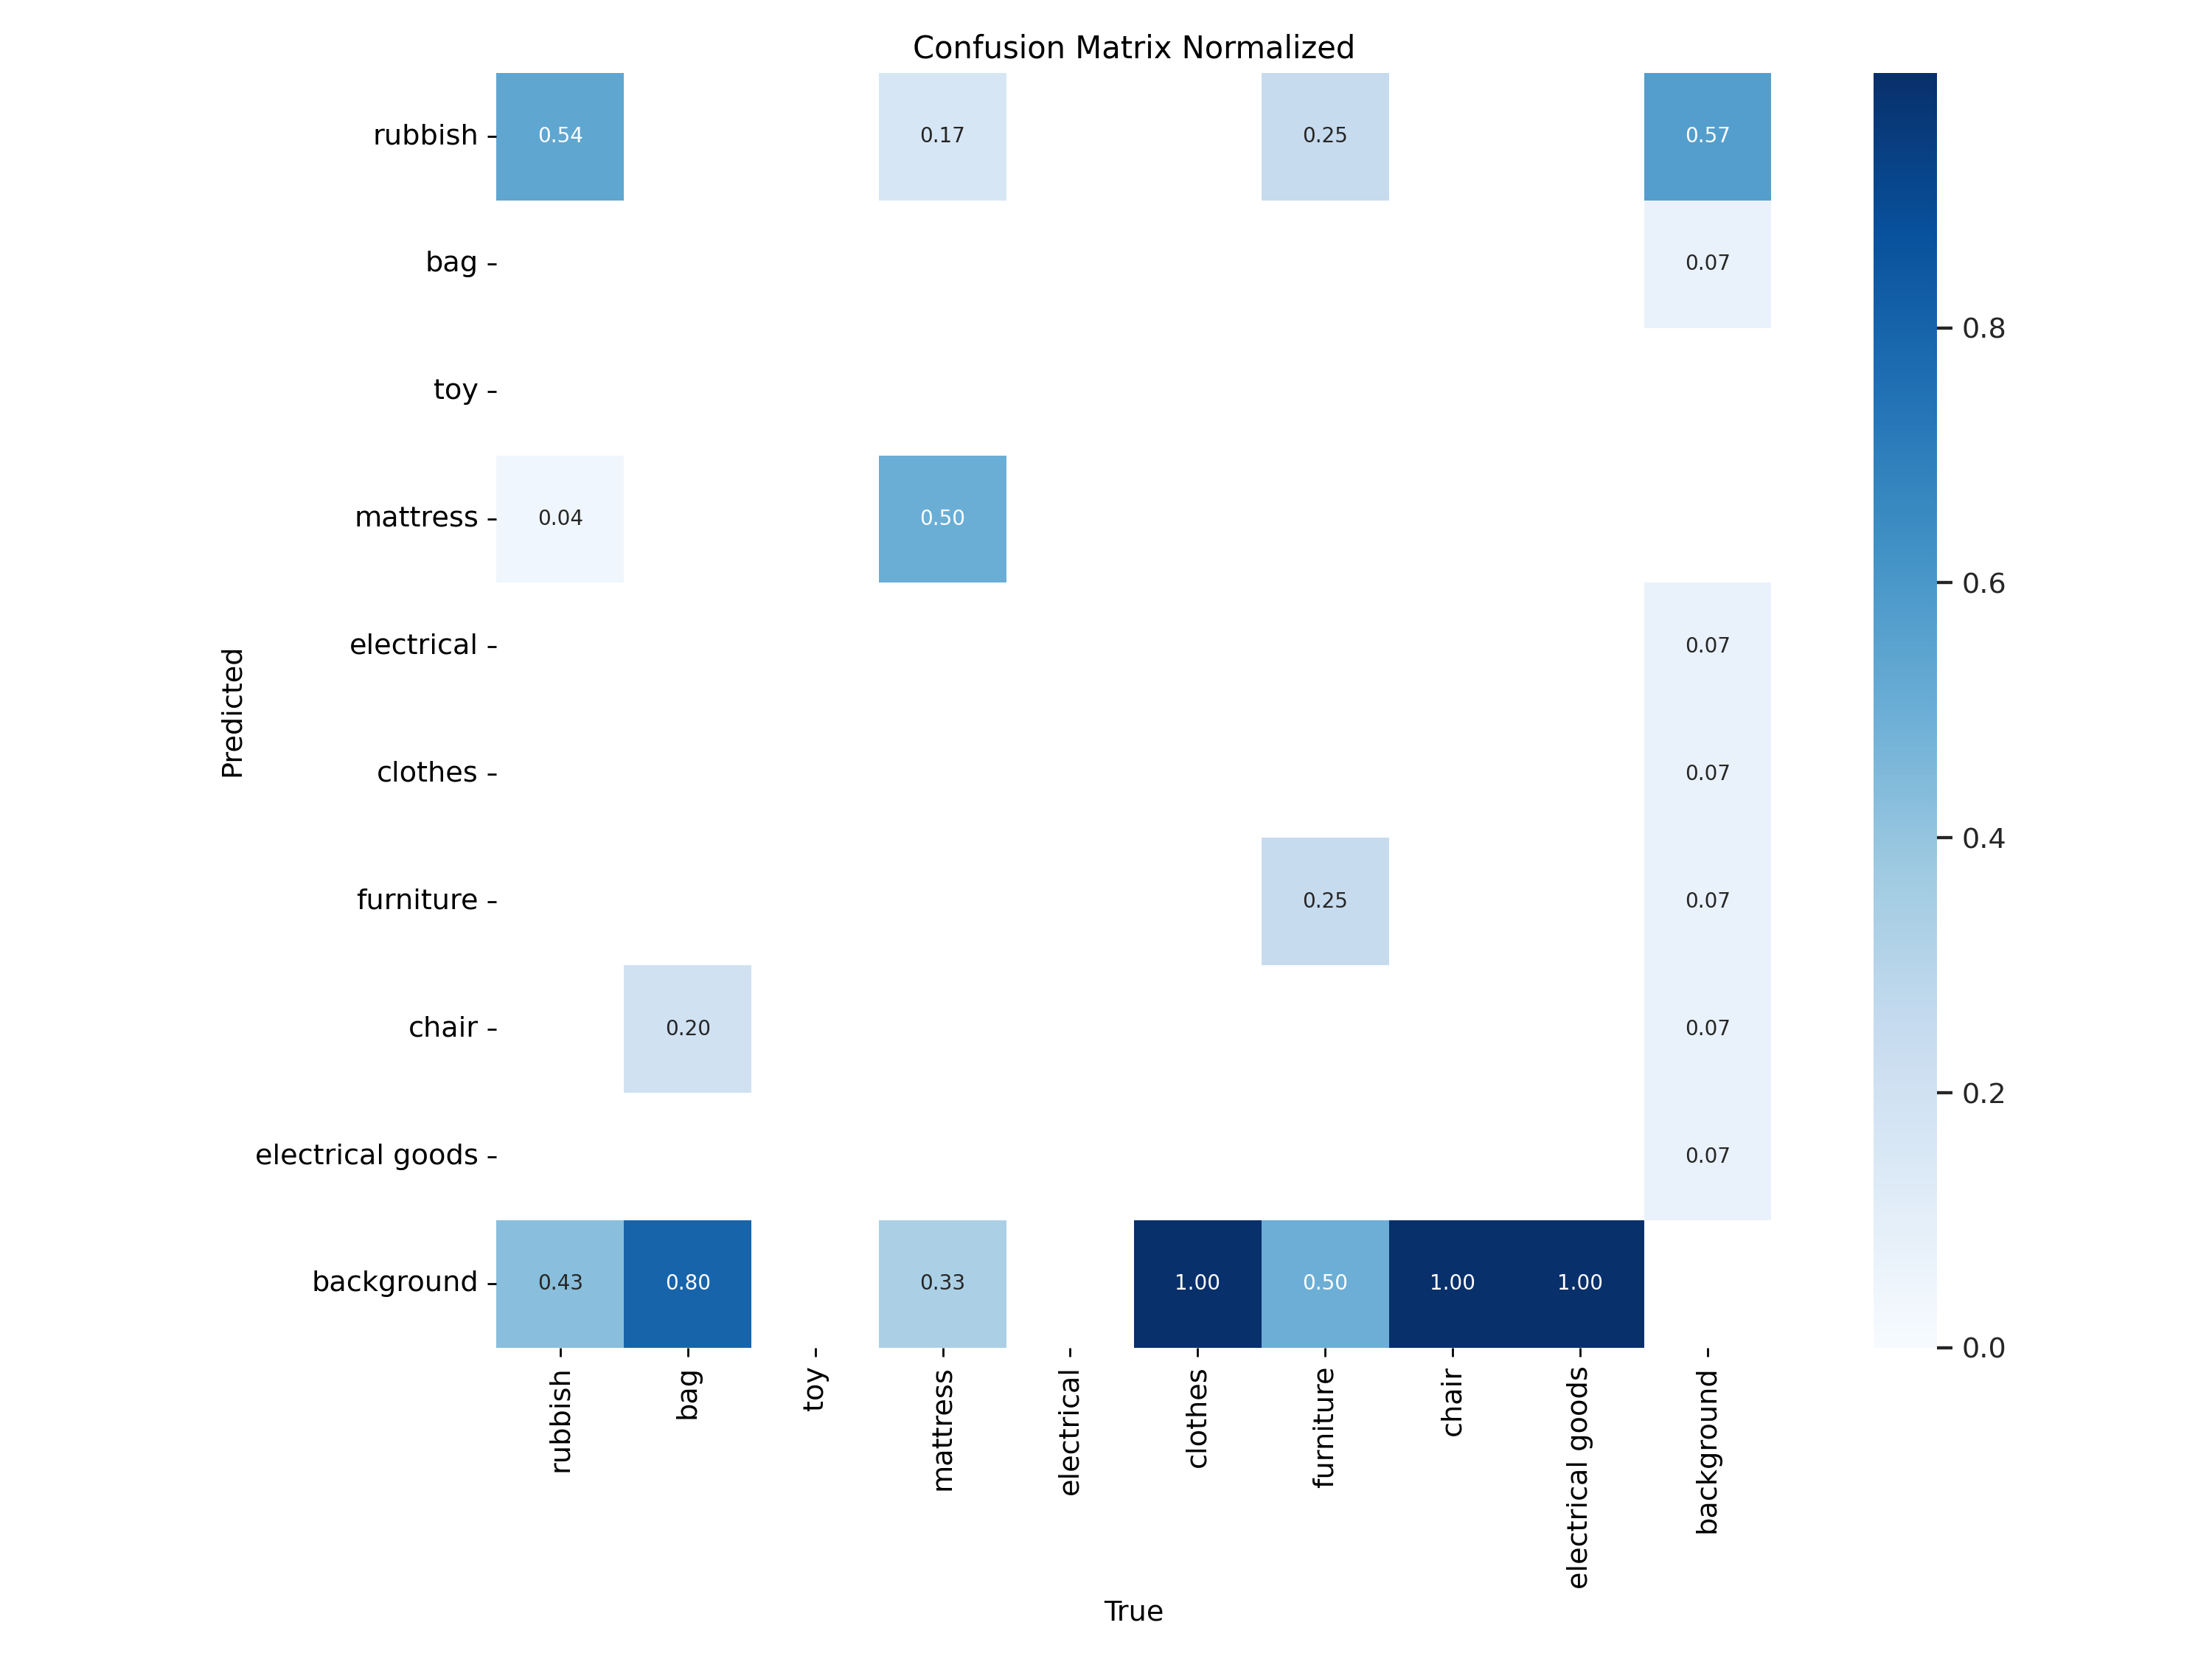 Confusion Matrix Normalized
rubbish 0.54 0.17 0.25 0.57
bag 0.07
toy
mattress 0.04 0.50
electrical 0.07
clothes 0.07
furniture 0.25 0.07
chair 0.20 0.07
electrical goods 0.07
background 0.43 0.80 0.33 1.00 0.50 1.00 1.00
Predicted
rubbish
bag
toy
mattress
electrical
clothes
furniture
chair
electrical goods
background
True
0.8
0.6
0.4
0.2
0.0